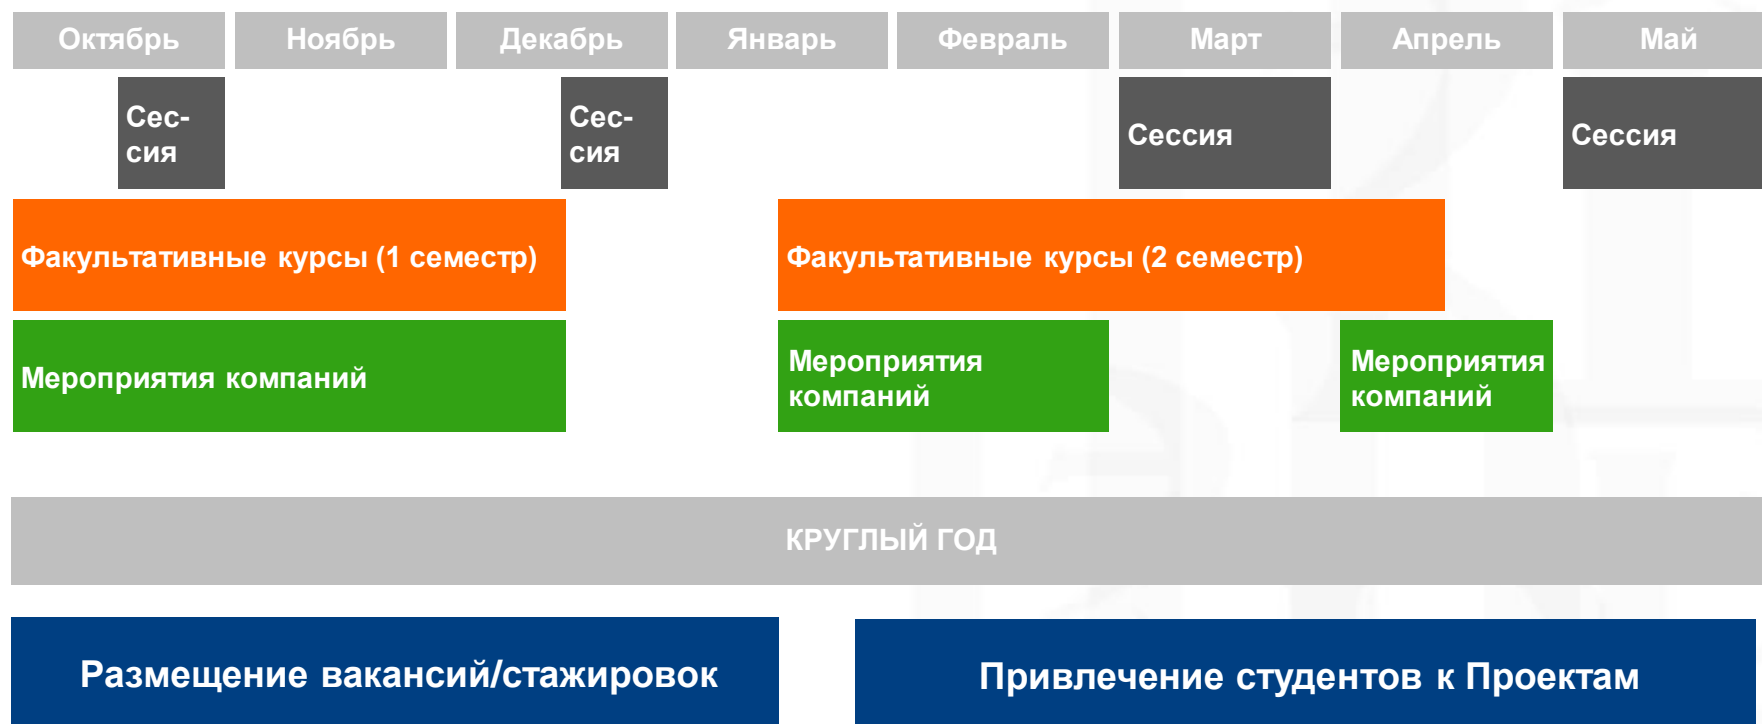 Октябрь Ноябрь Декабрь Январь Февраль Март Апрель Май
Сес-
сия
Сес-
сия
Сессия
Сессия
Факультативные курсы (1 семестр)
Факультативные курсы (2 семестр)
Мероприятия компаний
Мероприятия
компаний
Мероприятия
компаний
КРУГЛЫЙ ГОД
Размещение вакансий/стажировок
Привлечение студентов к Проектам